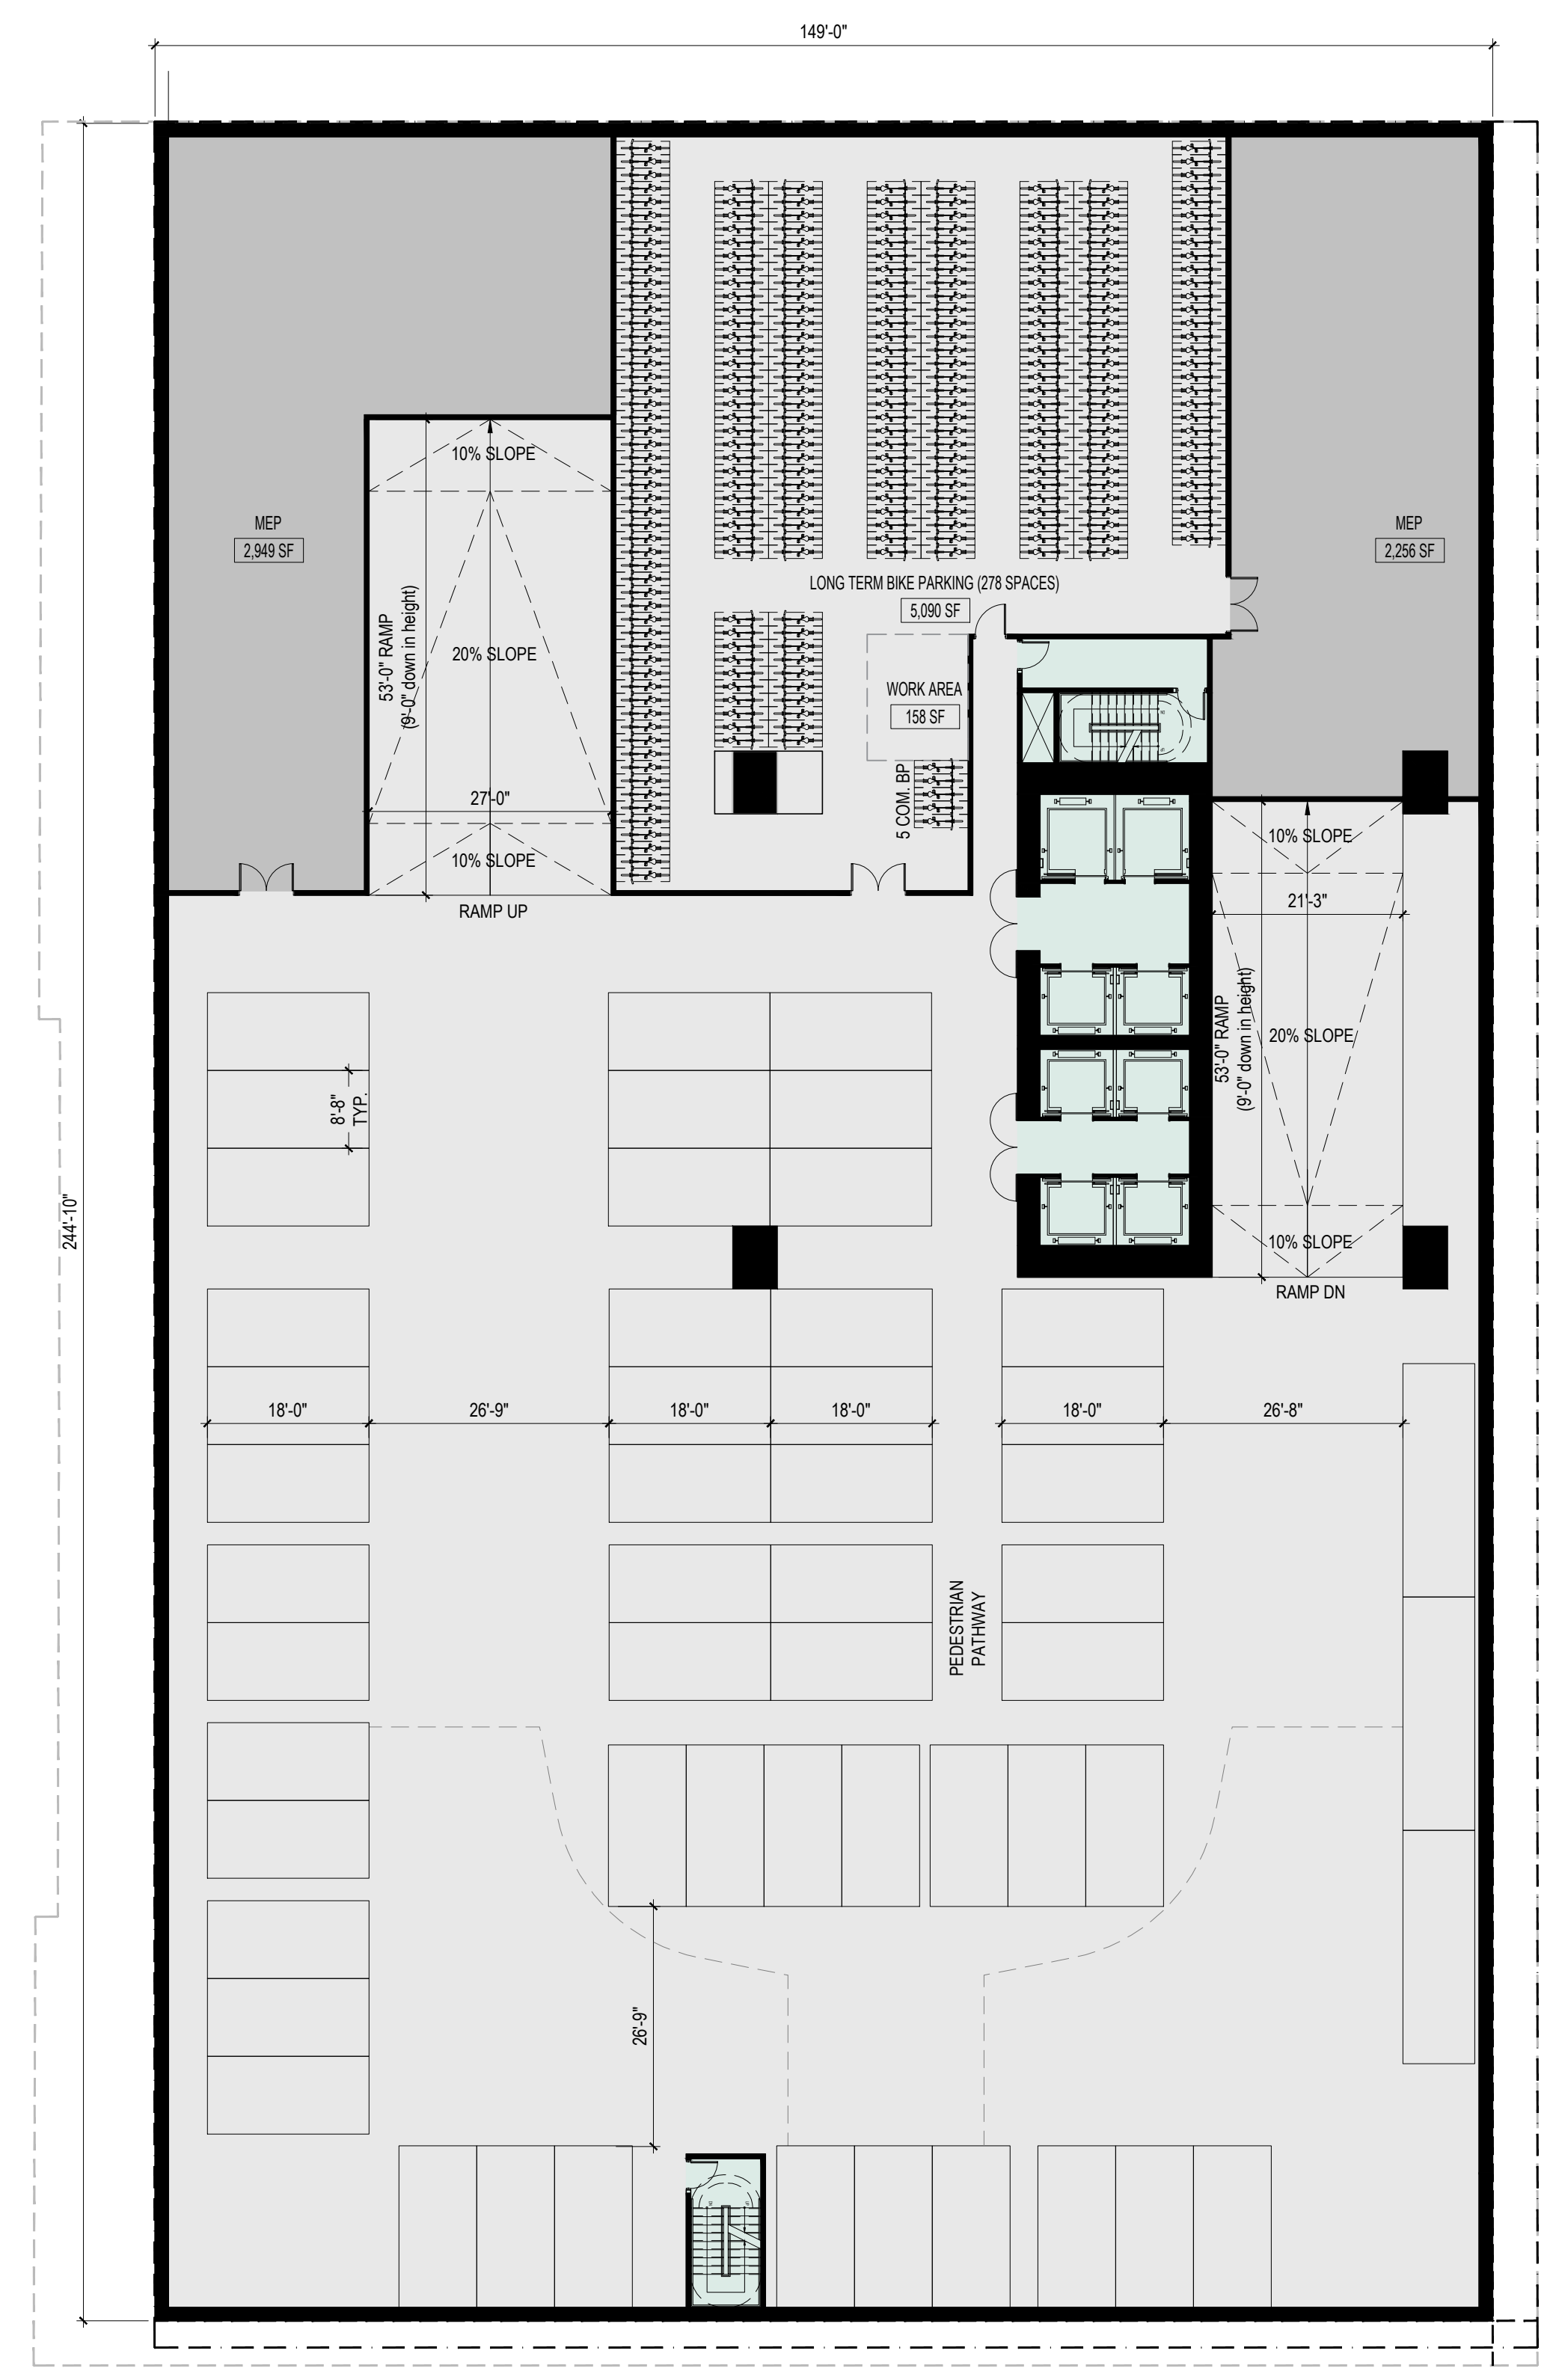 149'-0"
10% SLOPE
MEP
2,949 SF
MEP
2,256 SF
LONG TERM BIKE PARKING (278 SPACES)
5,090 SF
53'-0" RAMP
(9'-0" down in height)
20% SLOPE
WORK AREA
158 SF
27'-0"
5 COM. BP
10% SLOPE
10% SLOPE
RAMP UP
21'-3"
53'-0" RAMP
(9'-0" down in height)
20% SLOPE
8'-8"
TYP.
244'-10"
10% SLOPE
RAMP DN
18'-0"
26'-9"
18'-0"
18'-0"
18'-0"
26'-8"
PEDESTRIAN
PATHWAY
26'-9"